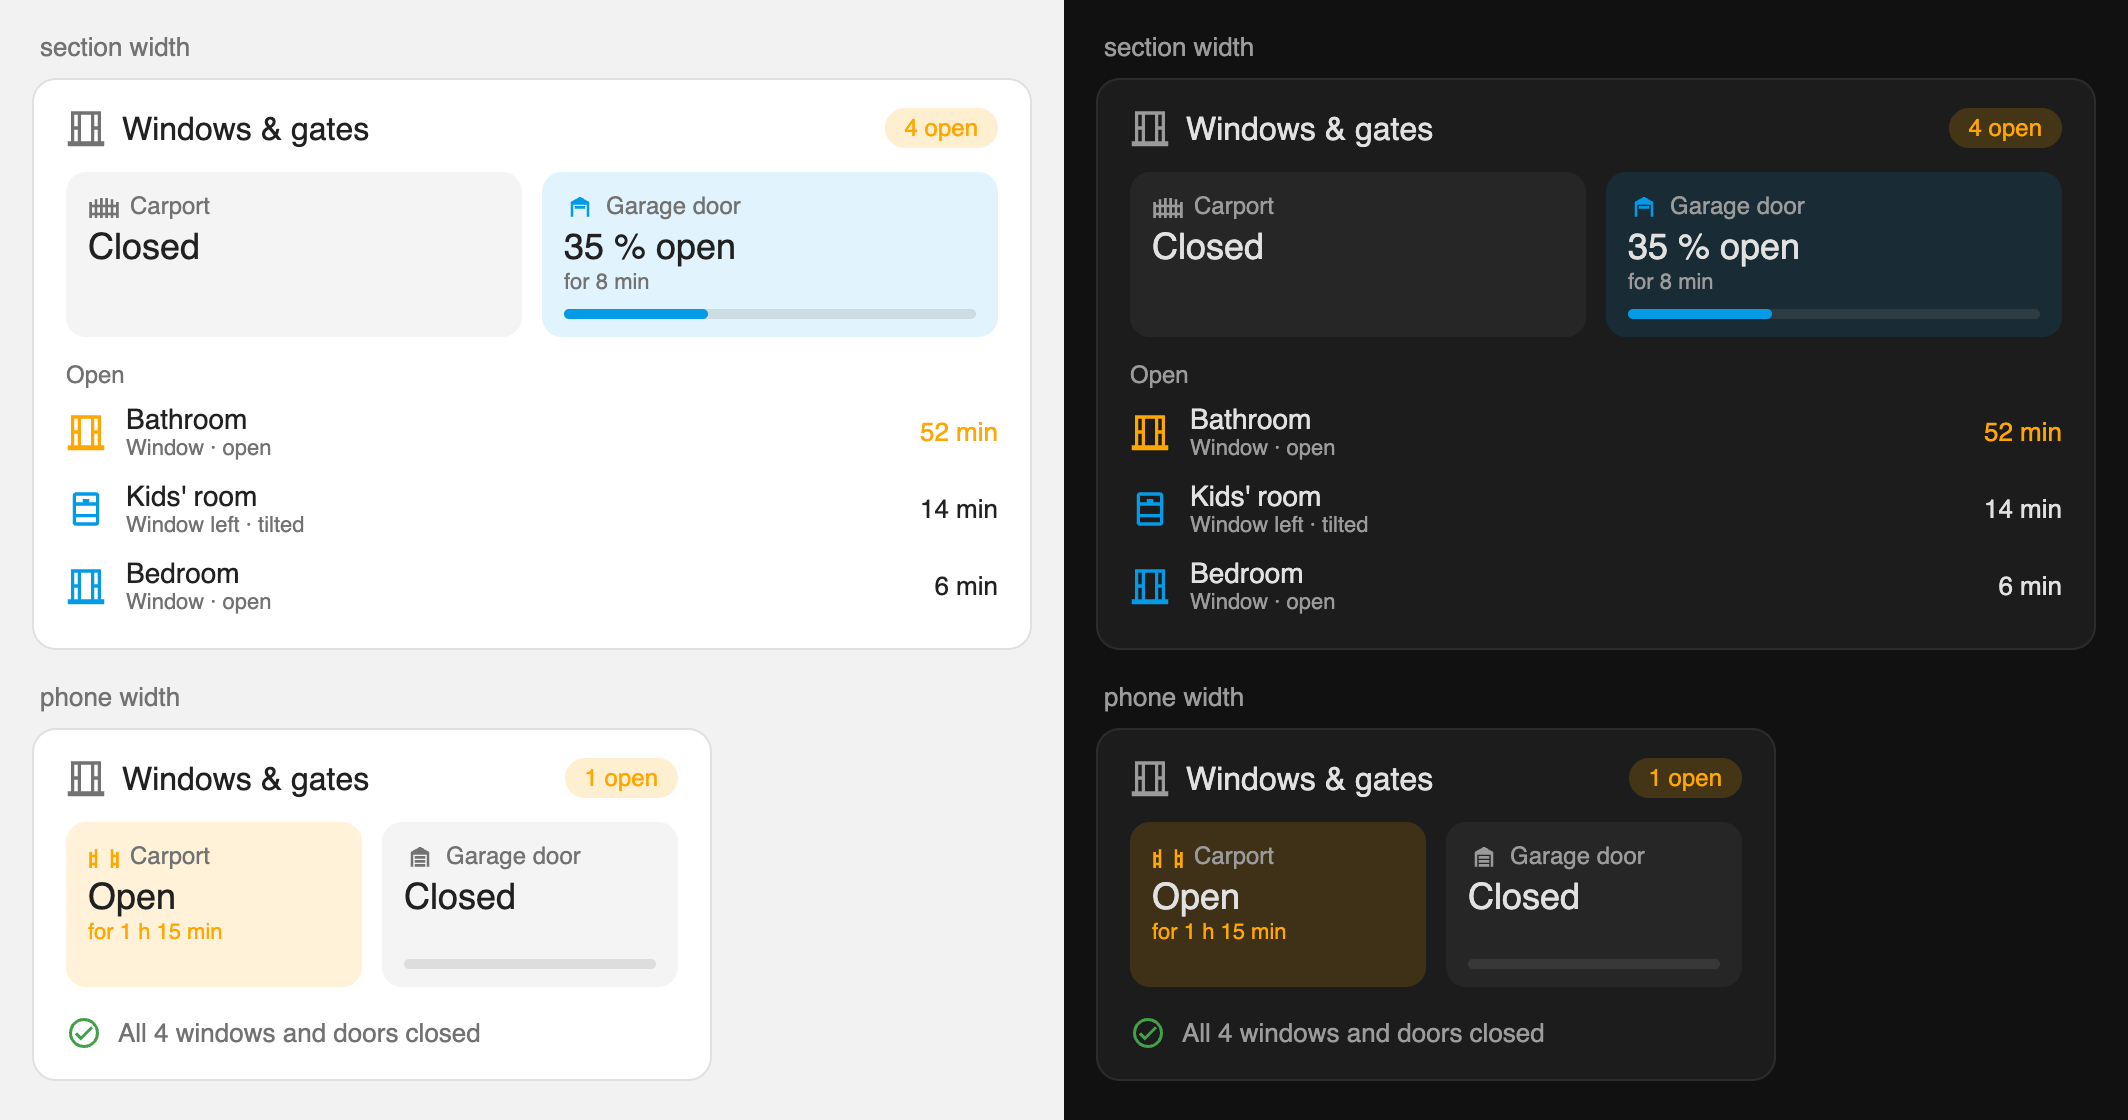 section width
Windows & gates
4 open
Carport
Closed
Garage door
35 % open
for 8 min
Open
Bathroom
Window · open
52 min
Kids' room
Window left · tilted
14 min
Bedroom
Window · open
6 min
phone width
Windows & gates
1 open
Carport
Open
for 1 h 15 min
Garage door
Closed
All 4 windows and doors closed
section width
Windows & gates
4 open
Carport
Closed
Garage door
35 % open
for 8 min
Open
Bathroom
Window · open
52 min
Kids' room
Window left · tilted
14 min
Bedroom
Window · open
6 min
phone width
Windows & gates
1 open
Carport
Open
for 1 h 15 min
Garage door
Closed
All 4 windows and doors closed